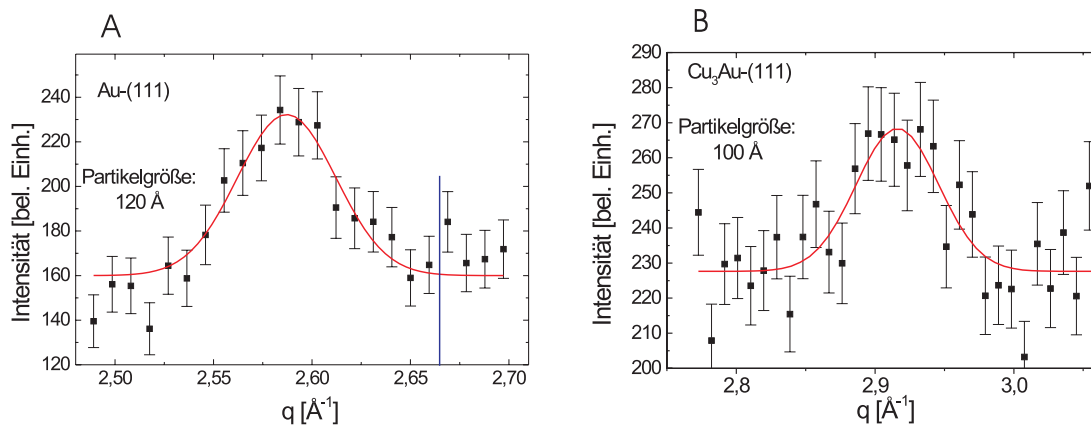 A
Au-(111)
Partikelgröße:
120 Å
Intensität [bel. Einh.]
240
220
200
180
160
140
120
2,50
2,55
2,60
2,65
2,70
q [Å⁻¹]
B
Cu₃Au-(111)
Partikelgröße:
100 Å
Intensität [bel. Einh.]
290
280
270
260
250
240
230
220
210
200
2,8
2,9
3,0
q [Å⁻¹]